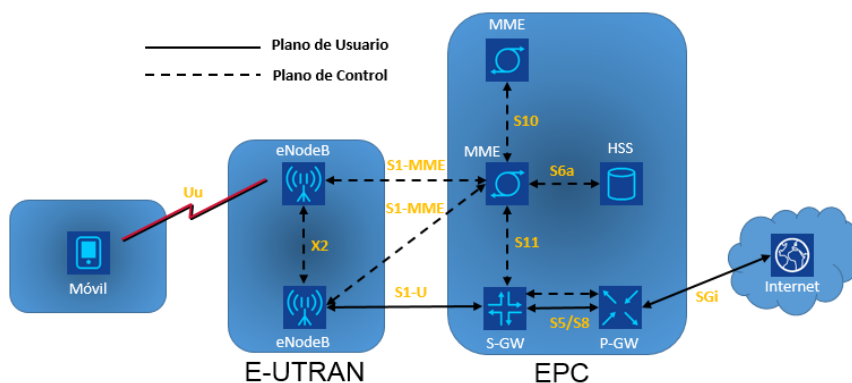 Plano de Usuario
Plano de Control
MME
S10
eNodeB
S1-MME
MME
HSS
S6a
Uu
S1-MME
X2
S11
Móvil
S1-U
SGi
Internet
S5/S8
eNodeB
S-GW
P-GW
E-UTRAN
EPC